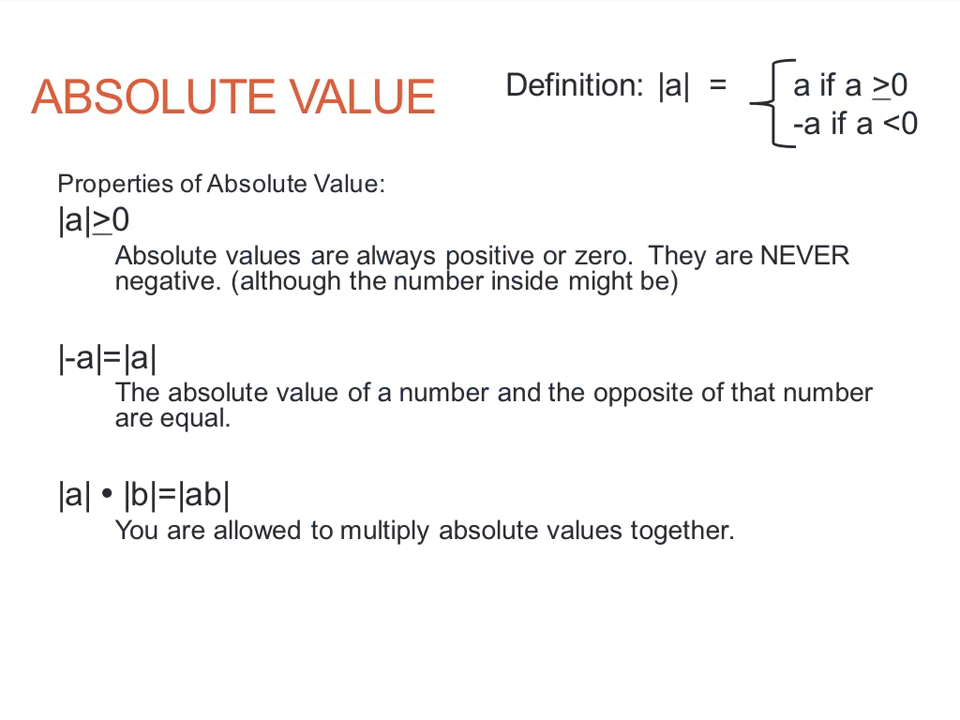 ABSOLUTE VALUE
Definition: |a| =
a if a ≥0
-a if a <0
Properties of Absolute Value:
|a|≥0
Absolute values are always positive or zero. They are NEVER
negative. (although the number inside might be)
|-a|=|a|
The absolute value of a number and the opposite of that number
are equal.
|a| • |b|=|ab|
You are allowed to multiply absolute values together.